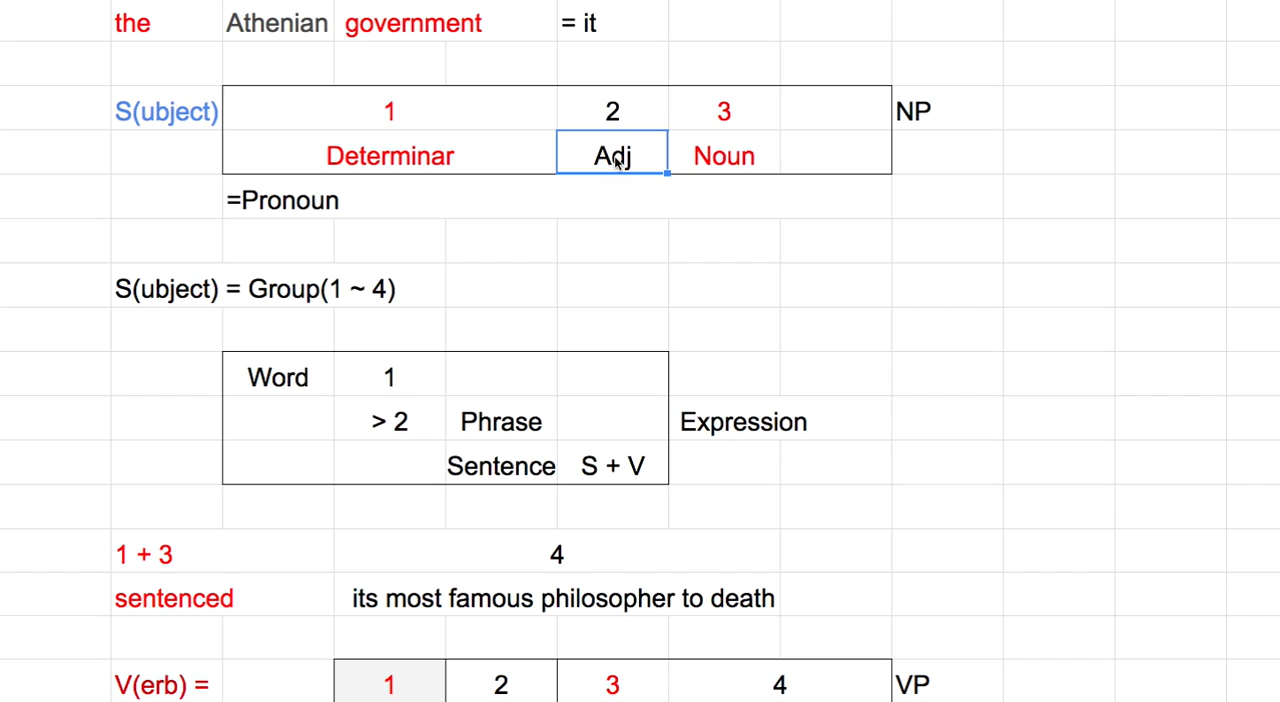 the Athenian government = it
S(ubject) 1 2 3 NP
Determinar Adj Noun
=Pronoun
S(ubject) = Group(1 ~ 4)
Word 1
> 2 Phrase Expression
Sentence S + V
1 + 3 4
sentenced its most famous philosopher to death
V(erb) = 1 2 3 4 VP